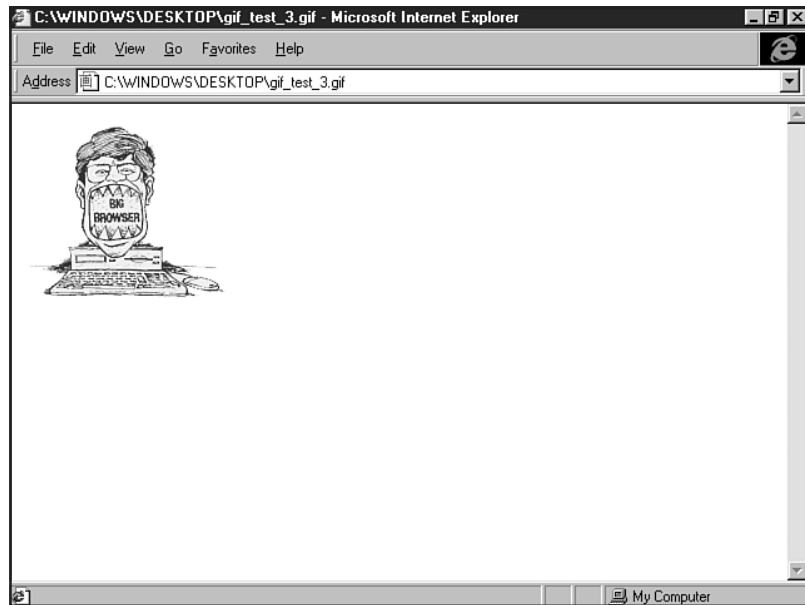 C:\WINDOWS\DESKTOP\gif_test_3.gif - Microsoft Internet Explorer
File Edit View Go Favorites Help
Address C:\WINDOWS\DESKTOP\gif_test_3.gif
BIG
BROWSER
My Computer